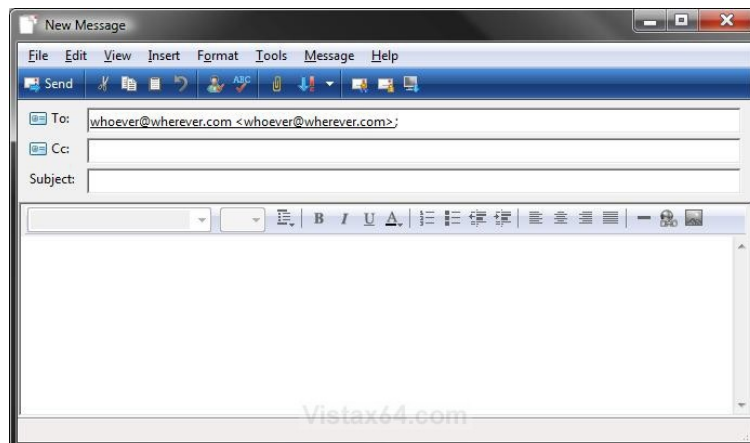 New Message
File Edit View Insert Format Tools Message Help
Send ABC
To: whoever@wherever.com <whoever@wherever.com>;
Cc:
Subject:
B I U A
Vistax64.com